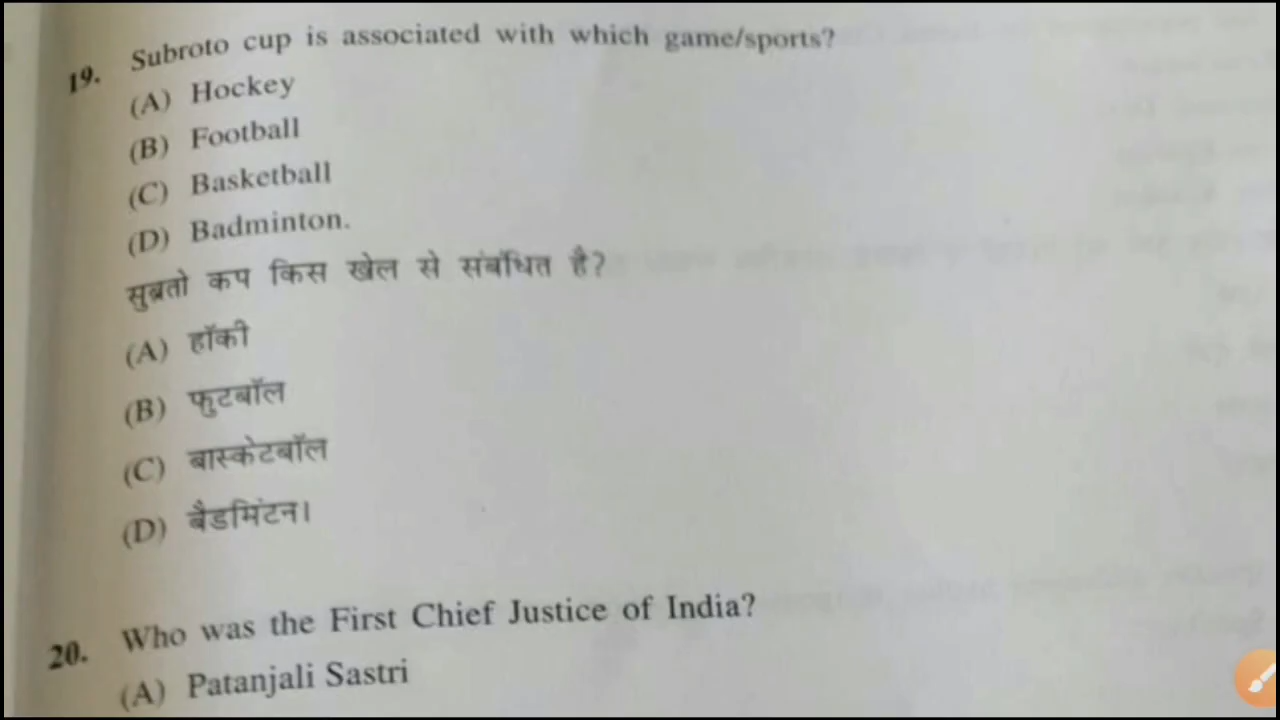 19. Subroto cup is associated with which game/sports?
(A) Hockey
(B) Football
(C) Basketball
(D) Badminton.
सुब्रतो कप किस खेल से संबंधित है?
(A) हॉकी
(B) फुटबॉल
(C) बास्केटबॉल
(D) बैडमिंटन।
20. Who was the First Chief Justice of India?
(A) Patanjali Sastri